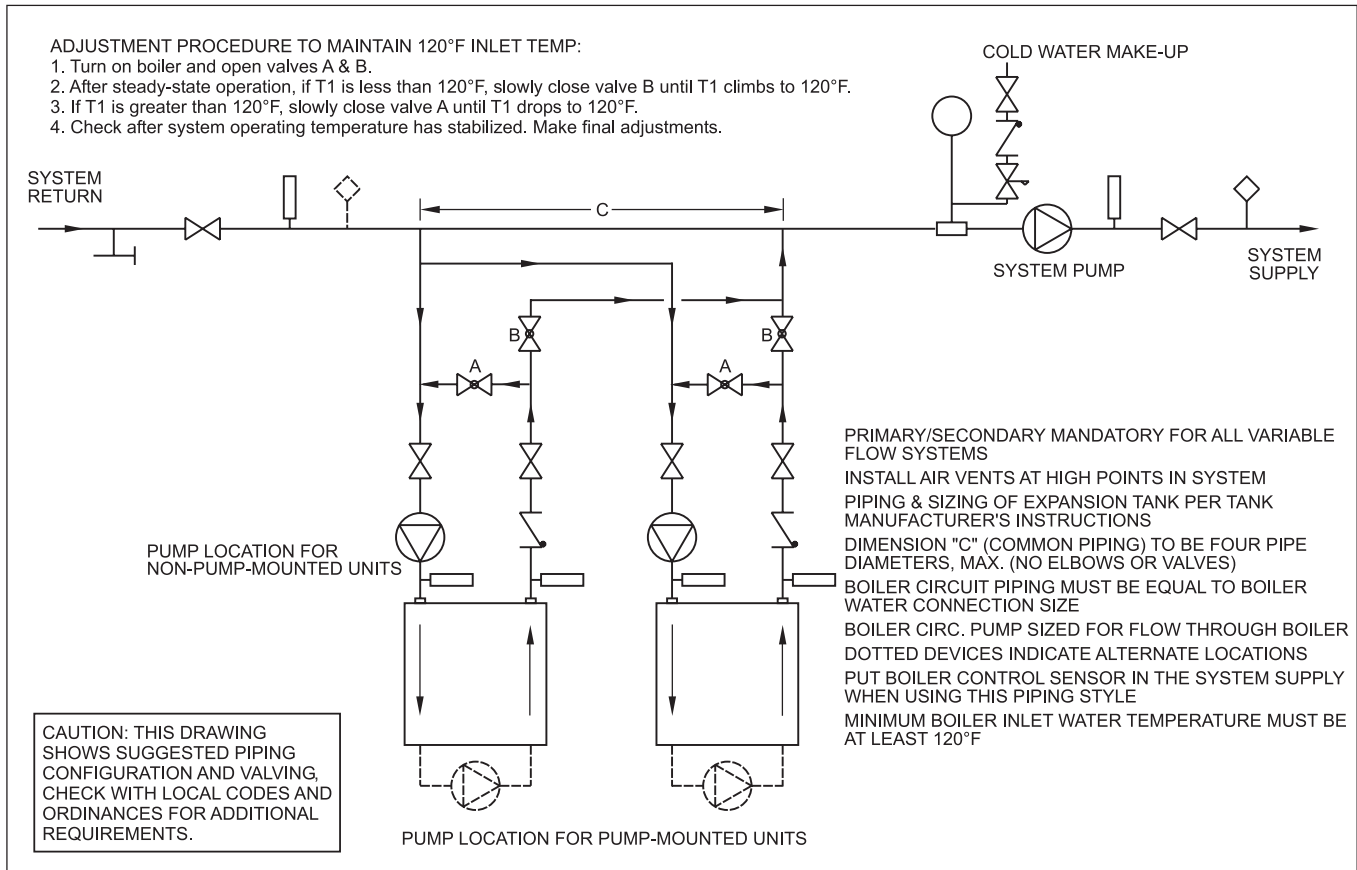 ADJUSTMENT PROCEDURE TO MAINTAIN 120°F INLET TEMP:
1. Turn on boiler and open valves A & B.
2. After steady-state operation, if T1 is less than 120°F, slowly close valve B until T1 climbs to 120°F.
3. If T1 is greater than 120°F, slowly close valve A until T1 drops to 120°F.
4. Check after system operating temperature has stabilized. Make final adjustments.
COLD WATER MAKE-UP
SYSTEM
RETURN
C
SYSTEM PUMP
SYSTEM
SUPPLY
B
B
A
A
PUMP LOCATION FOR
NON-PUMP-MOUNTED UNITS
PRIMARY/SECONDARY MANDATORY FOR ALL VARIABLE
FLOW SYSTEMS
INSTALL AIR VENTS AT HIGH POINTS IN SYSTEM
PIPING & SIZING OF EXPANSION TANK PER TANK
MANUFACTURER'S INSTRUCTIONS
DIMENSION "C" (COMMON PIPING) TO BE FOUR PIPE
DIAMETERS, MAX. (NO ELBOWS OR VALVES)
BOILER CIRCUIT PIPING MUST BE EQUAL TO BOILER
WATER CONNECTION SIZE
BOILER CIRC. PUMP SIZED FOR FLOW THROUGH BOILER
DOTTED DEVICES INDICATE ALTERNATE LOCATIONS
PUT BOILER CONTROL SENSOR IN THE SYSTEM SUPPLY
WHEN USING THIS PIPING STYLE
MINIMUM BOILER INLET WATER TEMPERATURE MUST BE
AT LEAST 120°F
CAUTION: THIS DRAWING
SHOWS SUGGESTED PIPING
CONFIGURATION AND VALVING,
CHECK WITH LOCAL CODES AND
ORDINANCES FOR ADDITIONAL
REQUIREMENTS.
PUMP LOCATION FOR PUMP-MOUNTED UNITS